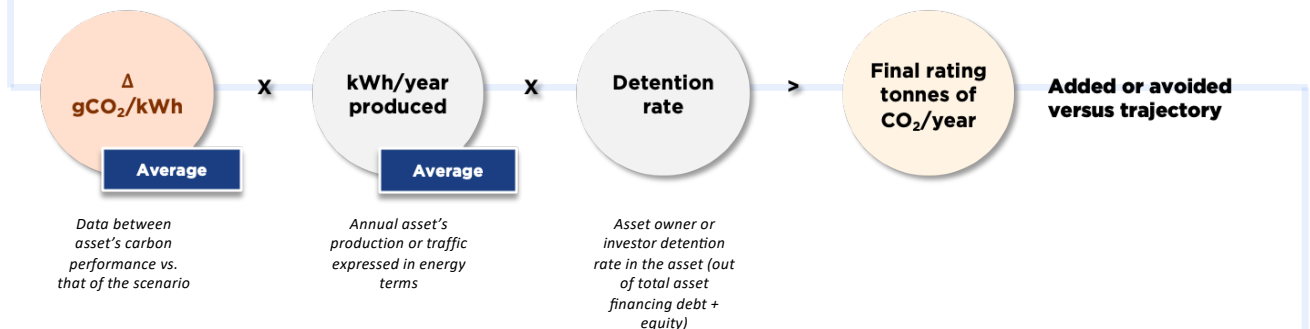 Δ
gCO₂/kWh
Average
X
kWh/year
produced
Average
X
Detention
rate
>
Final rating
tonnes of
CO₂/year
Added or avoided
versus trajectory
Data between
asset's carbon
performance vs.
that of the scenario
Annual asset's
production or traffic
expressed in energy
terms
Asset owner or
investor detention
rate in the asset (out
of total asset
financing debt +
equity)